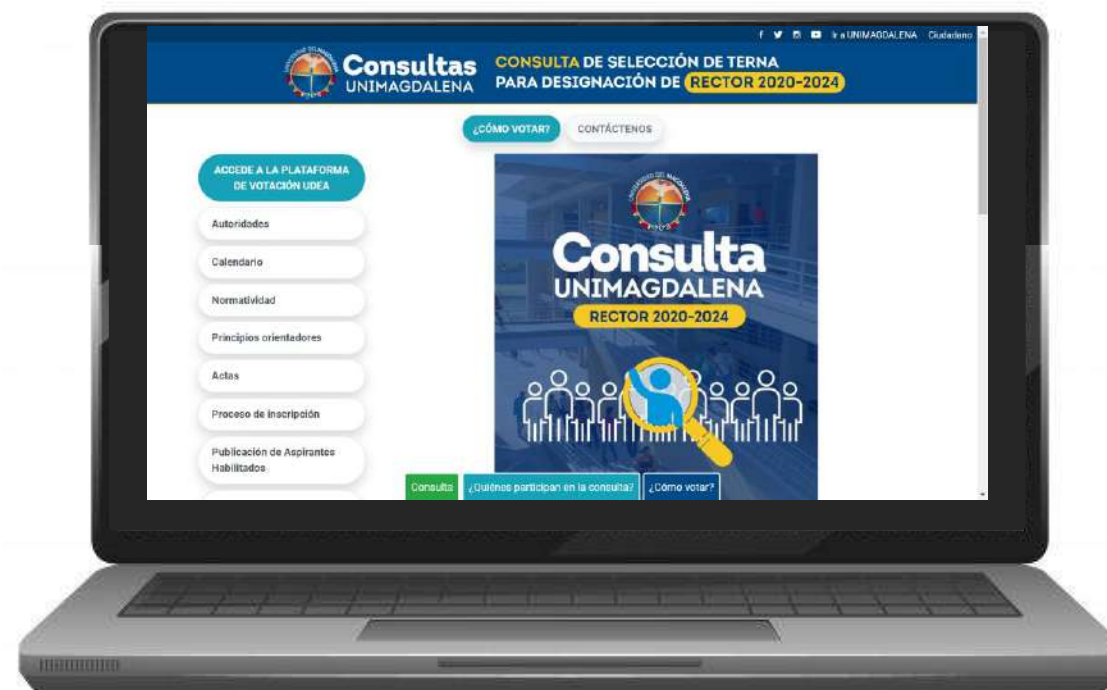 Ir a UNIMAGDALENA Ciudadano
Consultas
UNIMAGDALENA
CONSULTA DE SELECCIÓN DE TERNA
PARA DESIGNACIÓN DE RECTOR 2020-2024
¿CÓMO VOTAR? CONTÁCTENOS
ACCEDE A LA PLATAFORMA
DE VOTACIÓN UDEA
Autoridades
Calendario
Normatividad
Principios orientadores
Actas
Proceso de inscripción
Publicación de Aspirantes
Habilitados
Consulta
UNIMAGDALENA
RECTOR 2020-2024
Consulta ¿Quiénes participan en la consulta? ¿Cómo votar?